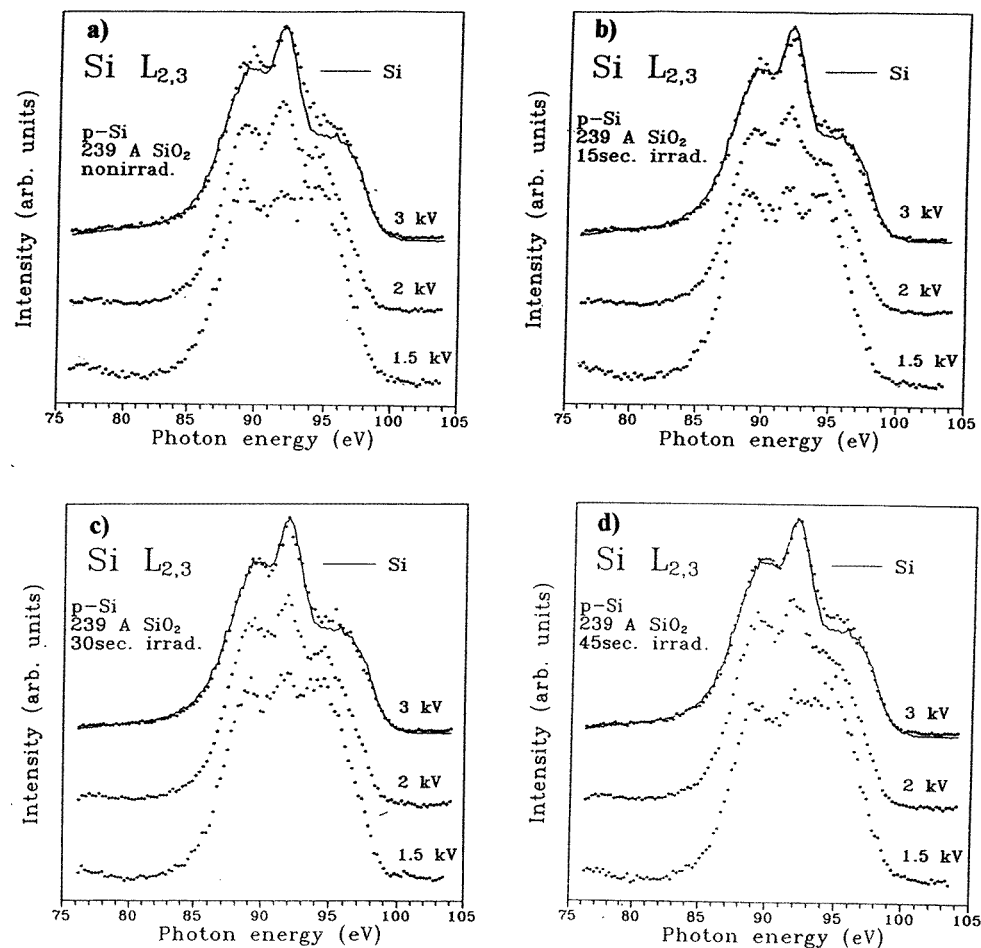 a)
Si L2,3
Si
p-Si
239 A SiO2
nonirrad.
3 kV
2 kV
1.5 kV
Intensity (arb. units)
75 80 85 90 95 100 105
Photon energy (eV)
b)
Si L2,3
Si
p-Si
239 A SiO2
15sec. irrad.
3 kV
2 kV
1.5 kV
Intensity (arb. units)
75 80 85 90 95 100 105
Photon energy (eV)
c)
Si L2,3
Si
p-Si
239 A SiO2
30sec. irrad.
3 kV
2 kV
1.5 kV
Intensity (arb. units)
75 80 85 90 95 100 105
Photon energy (eV)
d)
Si L2,3
Si
p-Si
239 A SiO2
45sec. irrad.
3 kV
2 kV
1.5 kV
Intensity (arb. units)
75 80 85 90 95 100 105
Photon energy (eV)